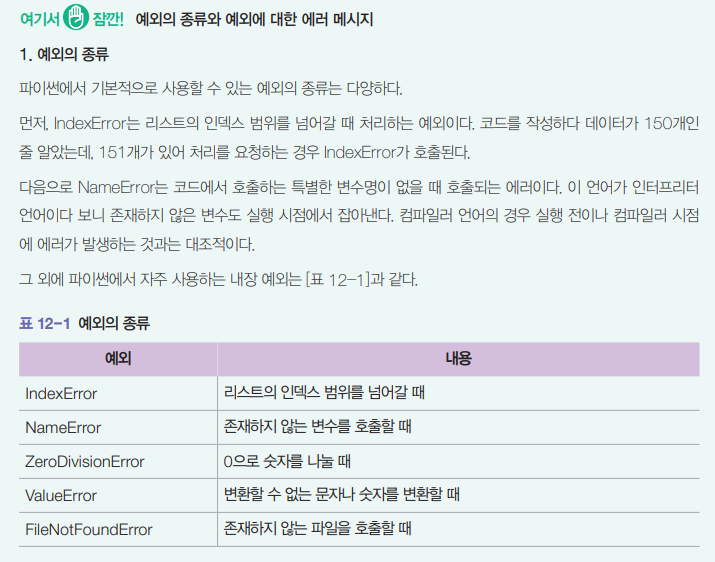 여기서 잠깐! 예외의 종류와 예외에 대한 에러 메시지
1. 예외의 종류
파이썬에서 기본적으로 사용할 수 있는 예외의 종류는 다양하다.
먼저, IndexError는 리스트의 인덱스 범위를 넘어갈 때 처리하는 예외이다. 코드를 작성하다 데이터가 150개인
줄 알았는데, 151개가 있어 처리를 요청하는 경우 IndexError가 호출된다.
다음으로 NameError는 코드에서 호출하는 특별한 변수명이 없을 때 호출되는 에러이다. 이 언어가 인터프리터
언어이다 보니 존재하지 않은 변수도 실행 시점에서 잡아낸다. 컴파일러 언어의 경우 실행 전이나 컴파일러 시점
에 에러가 발생하는 것과는 대조적이다.
그 외에 파이썬에서 자주 사용하는 내장 예외는 [표 12-1]과 같다.
표 12-1 예외의 종류
예외 내용
IndexError 리스트의 인덱스 범위를 넘어갈 때
NameError 존재하지 않는 변수를 호출할 때
ZeroDivisionError 0으로 숫자를 나눌 때
ValueError 변환할 수 없는 문자나 숫자를 변환할 때
FileNotFoundError 존재하지 않는 파일을 호출할 때